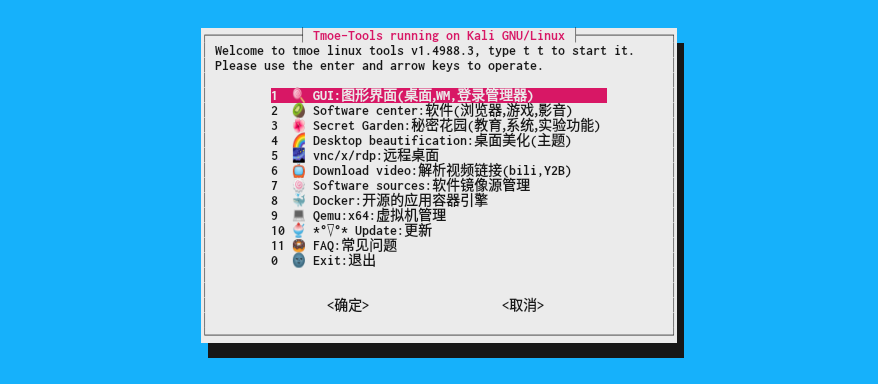 Tmoe-Tools running on Kali GNU/Linux
Welcome to tmoe linux tools v1.4988.3, type t t to start it.
Please use the enter and arrow keys to operate.
1 🍭 GUI:图形界面(桌面,WM,登录管理器)
2 🥝 Software center:软件(浏览器,游戏,影音)
3 🌺 Secret Garden:秘密花园(教育,系统,实验功能)
4 🌈 Desktop beautification:桌面美化(主题)
5 🌌 vnc/x/rdp:远程桌面
6 📺 Download video:解析视频链接(bili,Y2B)
7 🍥 Software sources:软件镜像源管理
8 🐳 Docker:开源的应用容器引擎
9 💻 Qemu:x64:虚拟机管理
10 🍧 *°▽°* Update:更新
11 🍩 FAQ:常见问题
0 🌚 Exit:退出
<确定> <取消>